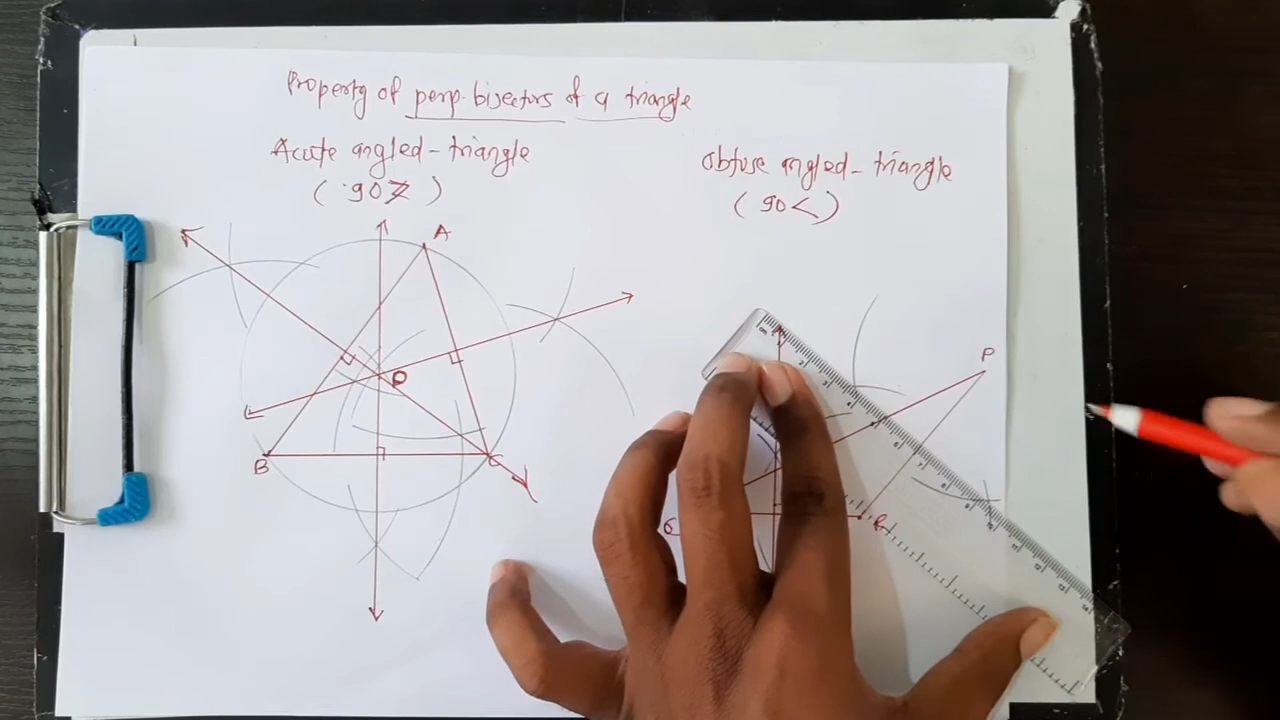 Property of perp. bisectors of a triangle
Acute angled-triangle
( 90 ≯ )
Obtuse angled-triangle
( 90 < )
A
P
O
B
C